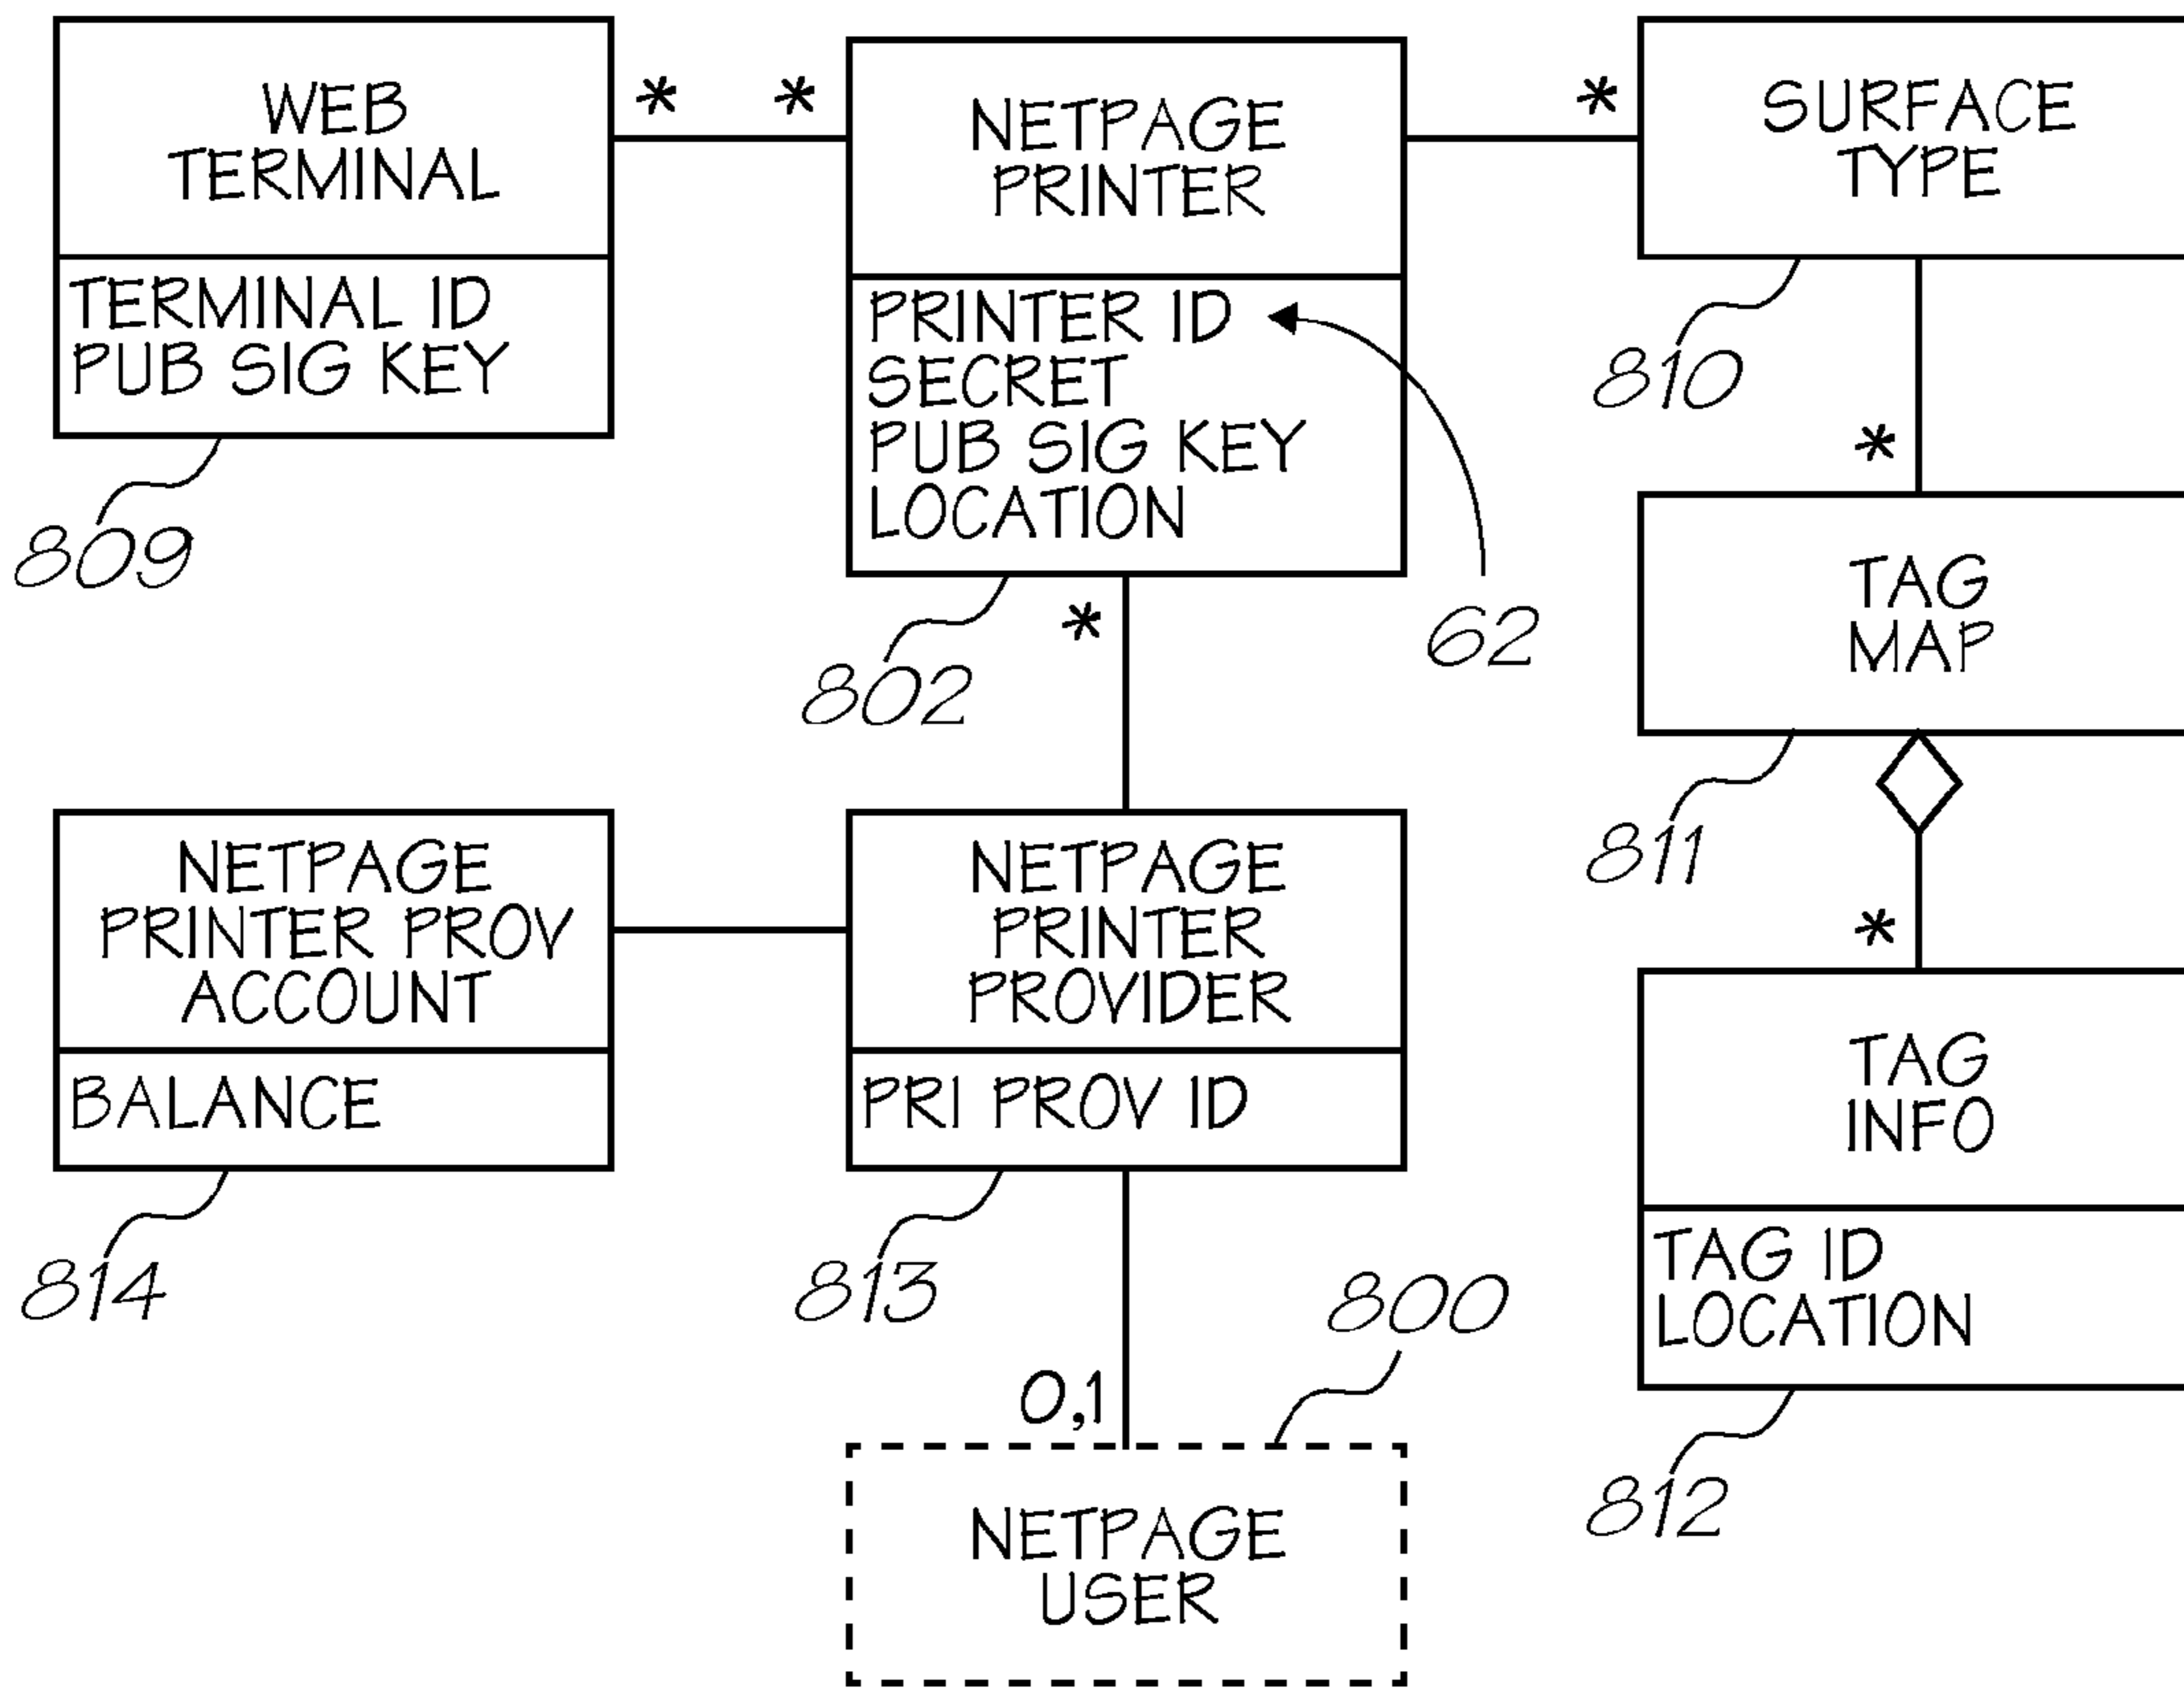 WEB
TERMINAL
TERMINAL ID
PUB SIG KEY
809
*
*
NETPAGE
PRINTER
PRINTER ID
SECRET
PUB SIG KEY
LOCATION
802
62
*
*
SURFACE
TYPE
810
*
TAG
MAP
811
*
NETPAGE
PRINTER PROV
ACCOUNT
BALANCE
814
NETPAGE
PRINTER
PROVIDER
PRI PROV ID
813
0,1
800
NETPAGE
USER
TAG
INFO
TAG ID
LOCATION
812